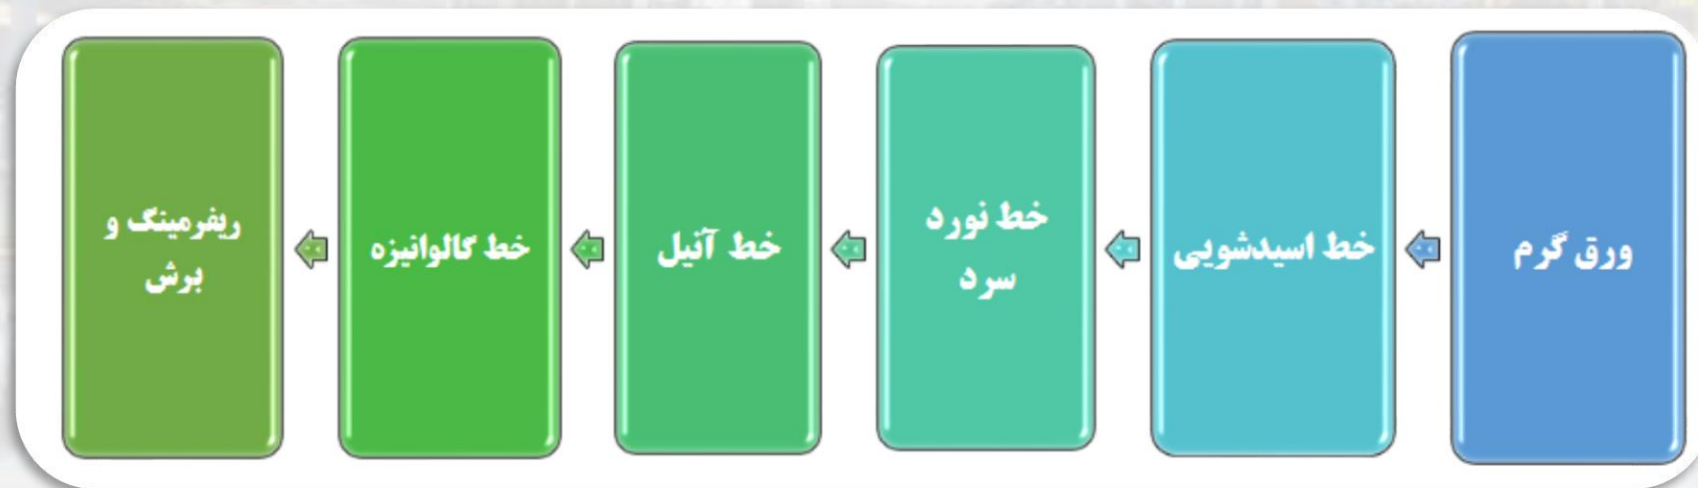 ورق گرم
خط اسیدشویی
خط نورد
سرد
خط آنیل
خط گالوانیزه
ریفرمینگ و
برش